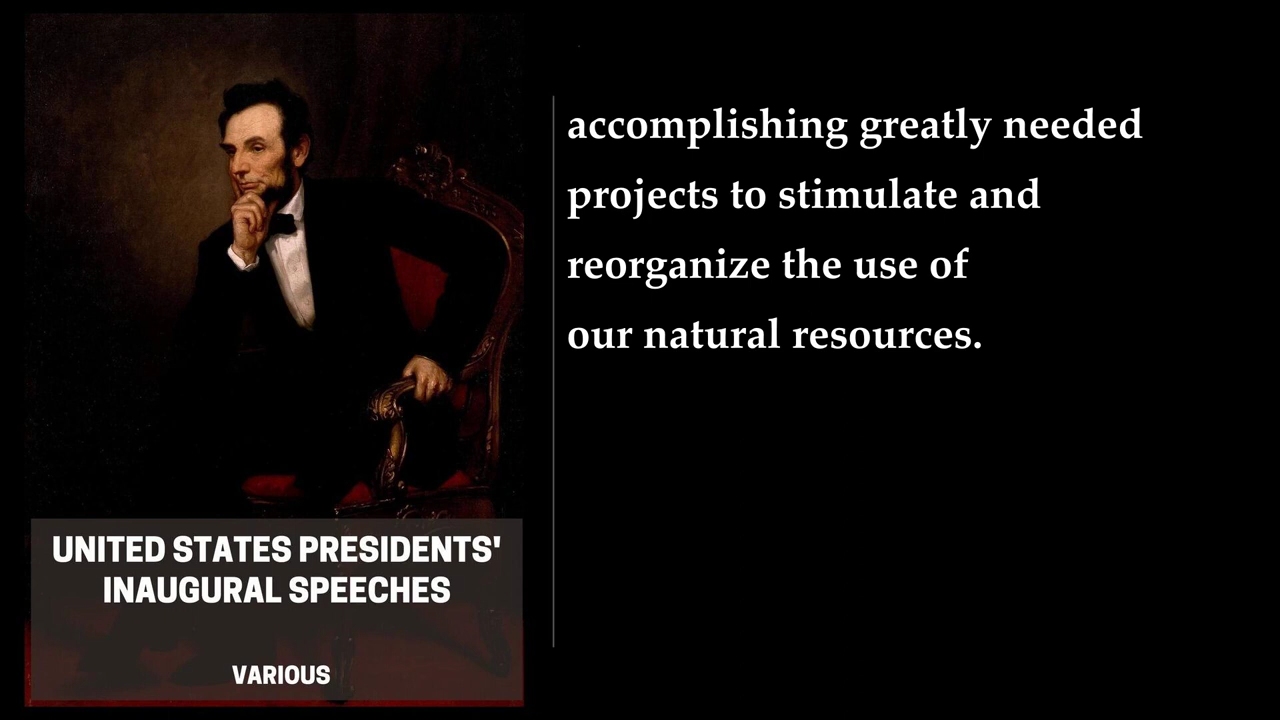 accomplishing greatly needed
projects to stimulate and
reorganize the use of
our natural resources.
UNITED STATES PRESIDENTS'
INAUGURAL SPEECHES
VARIOUS